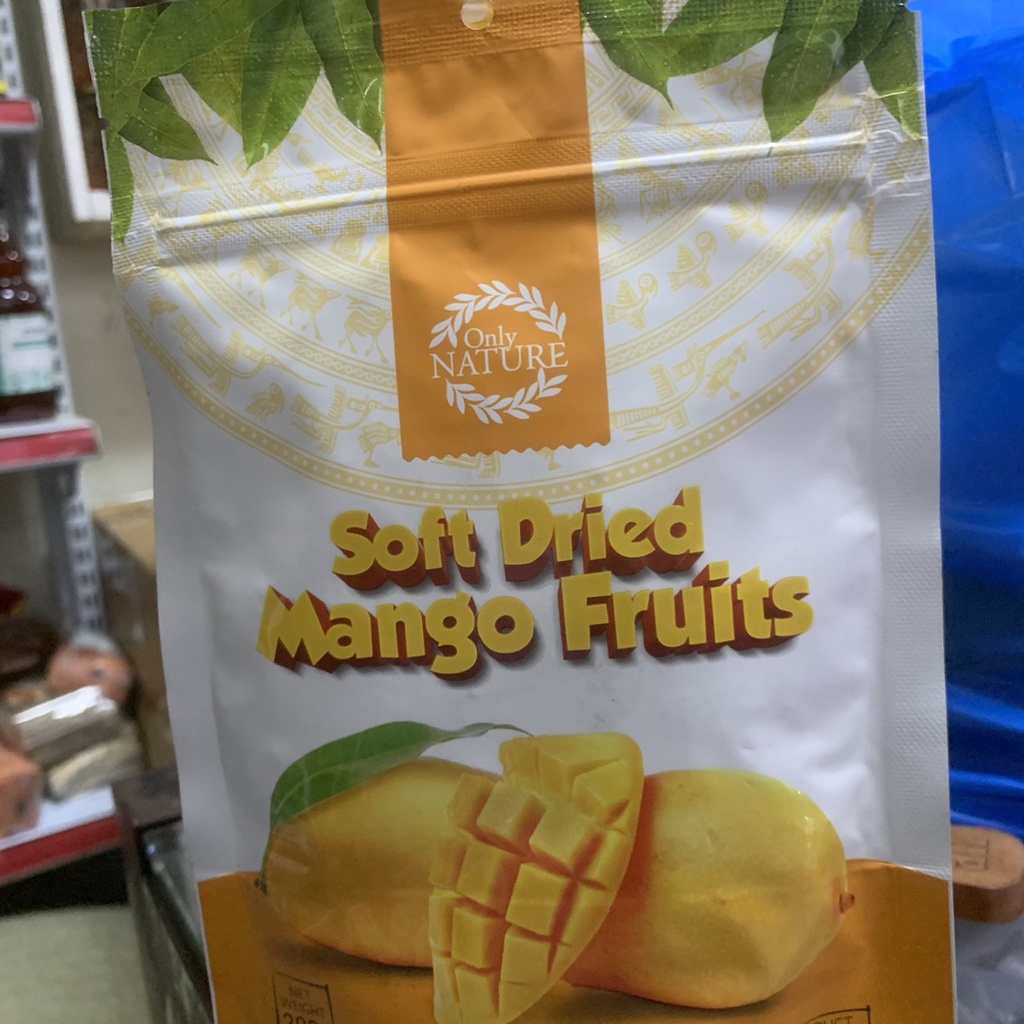 Only
NATURE
Soft Dried
Mango Fruits
NET
WEIGHT